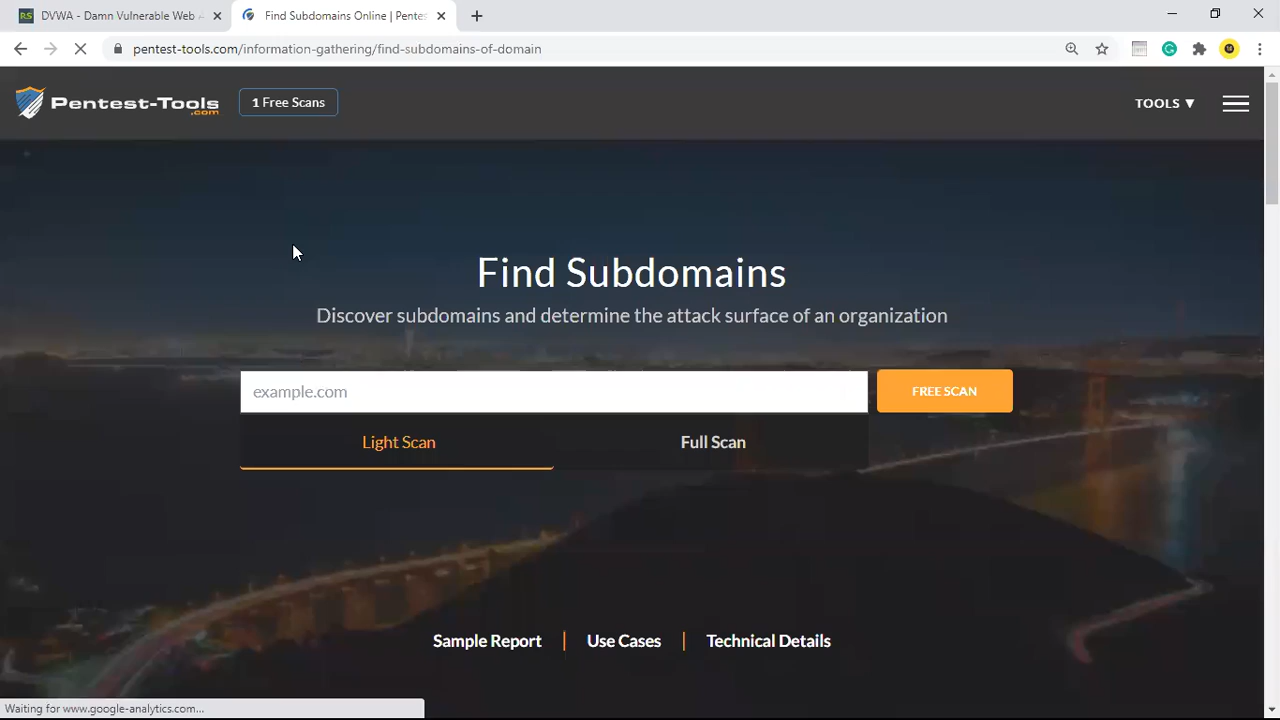 DVWA - Damn Vulnerable Web A
Find Subdomains Online | Pentes
pentest-tools.com/information-gathering/find-subdomains-of-domain
Pentest-Tools
.com
1 Free Scans
TOOLS ▼
Find Subdomains
Discover subdomains and determine the attack surface of an organization
example.com
FREE SCAN
Light Scan
Full Scan
Sample Report | Use Cases | Technical Details
Waiting for www.google-analytics.com...